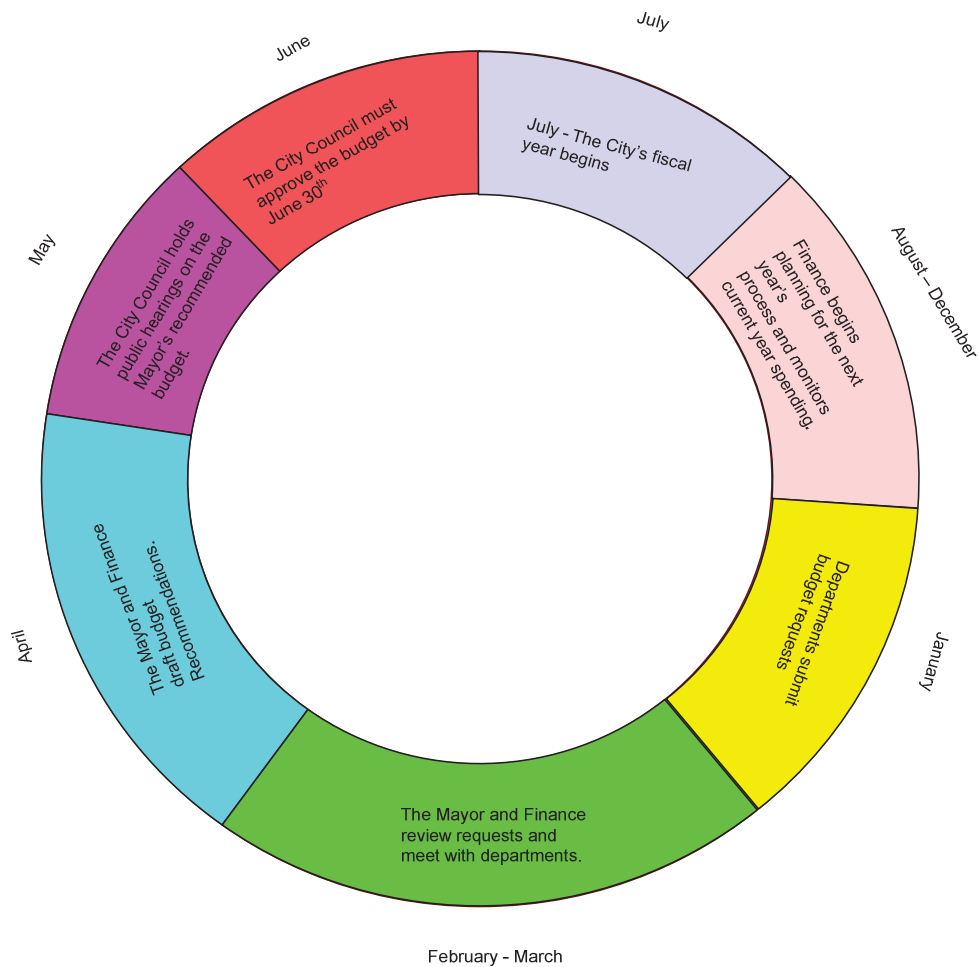 July
July - The City's fiscal
year begins
August – December
Finance begins
planning for the next
year's
process and monitors
current year spending.
January
Departments submit
budget requests
The Mayor and Finance
review requests and
meet with departments.
February - March
April
The Mayor and Finance
draft budget
Recommendations.
May
The City Council holds
public hearings on the
Mayor's recommended
budget.
June
The City Council must
approve the budget by
June 30th